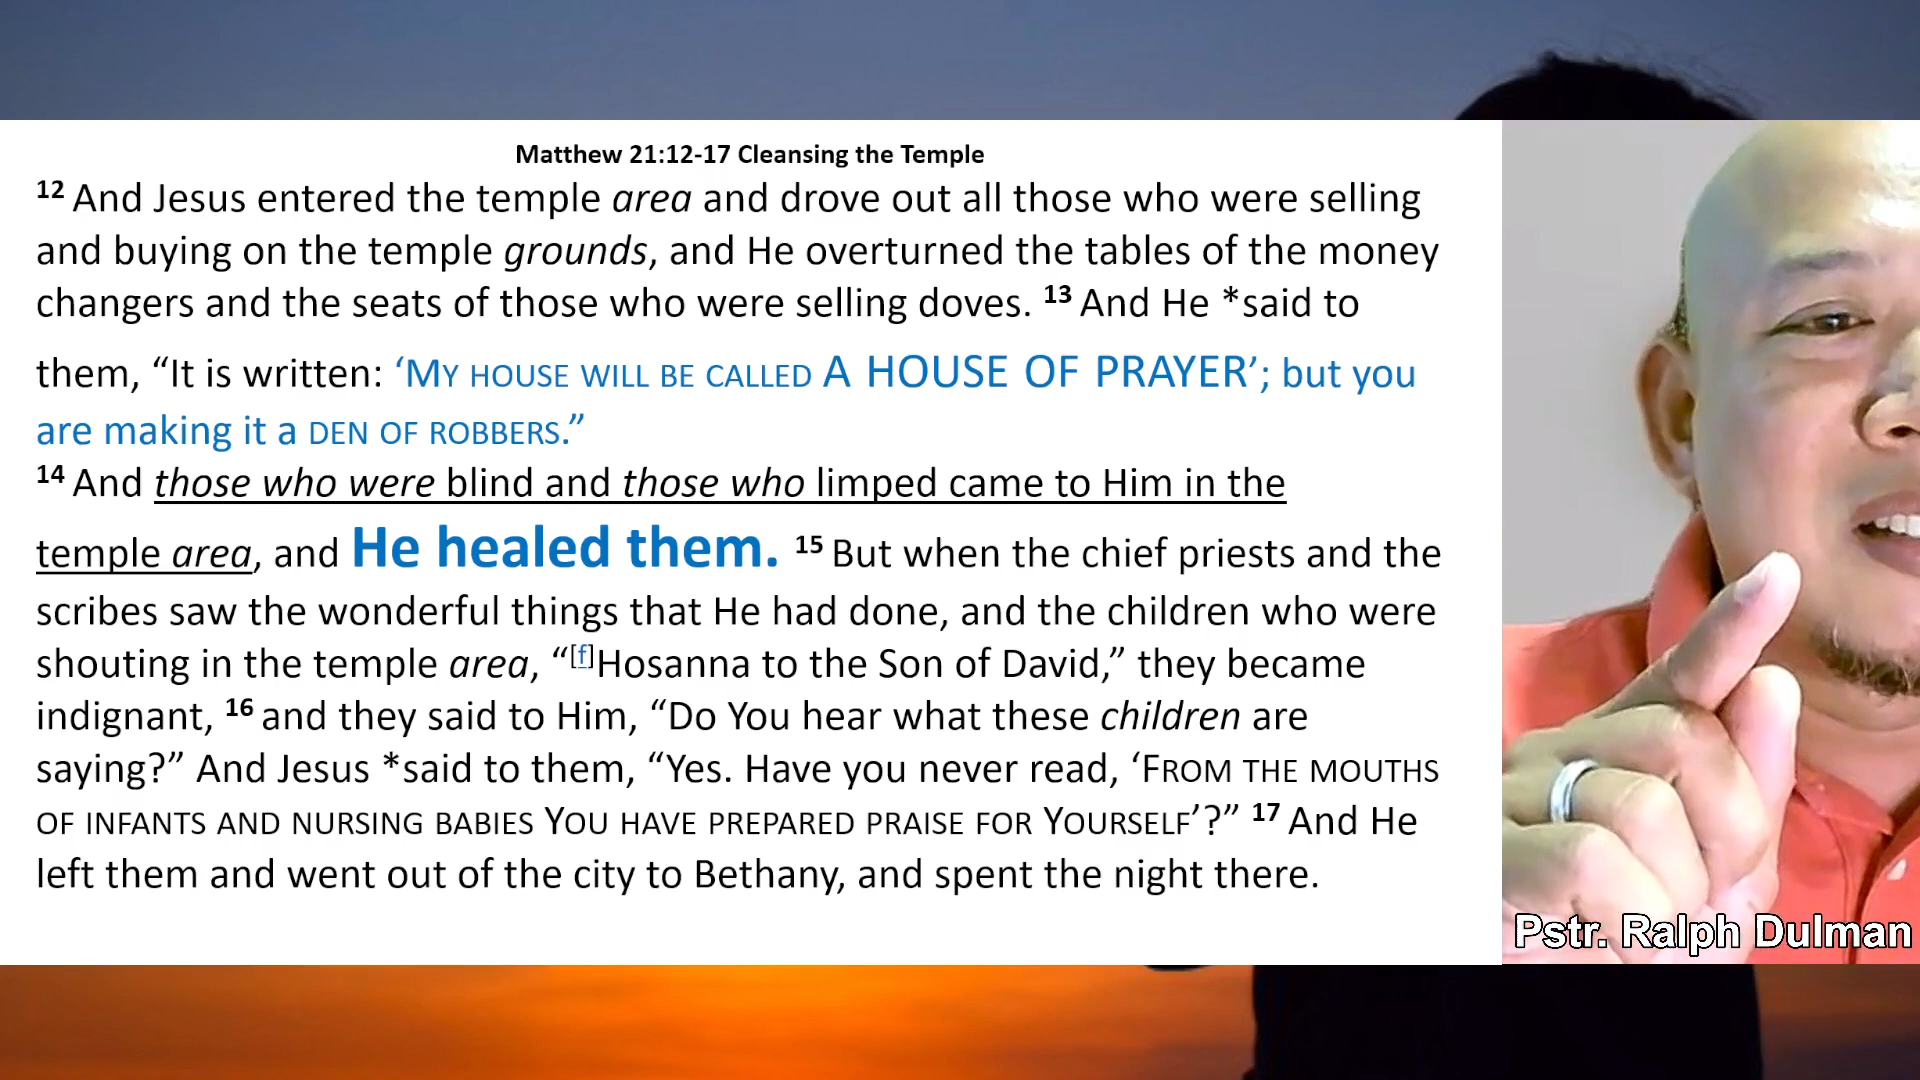 Matthew 21:12-17 Cleansing the Temple
12 And Jesus entered the temple area and drove out all those who were selling
and buying on the temple grounds, and He overturned the tables of the money
changers and the seats of those who were selling doves. 13 And He *said to
them, “It is written: ‘MY HOUSE WILL BE CALLED A HOUSE OF PRAYER’; but you
are making it a DEN OF ROBBERS.”
14 And those who were blind and those who limped came to Him in the
temple area, and He healed them. 15 But when the chief priests and the
scribes saw the wonderful things that He had done, and the children who were
shouting in the temple area, “[f]Hosanna to the Son of David,” they became
indignant, 16 and they said to Him, “Do You hear what these children are
saying?” And Jesus *said to them, “Yes. Have you never read, ‘FROM THE MOUTHS
OF INFANTS AND NURSING BABIES YOU HAVE PREPARED PRAISE FOR YOURSELF’?” 17 And He
left them and went out of the city to Bethany, and spent the night there.
Pstr. Ralph Dulman